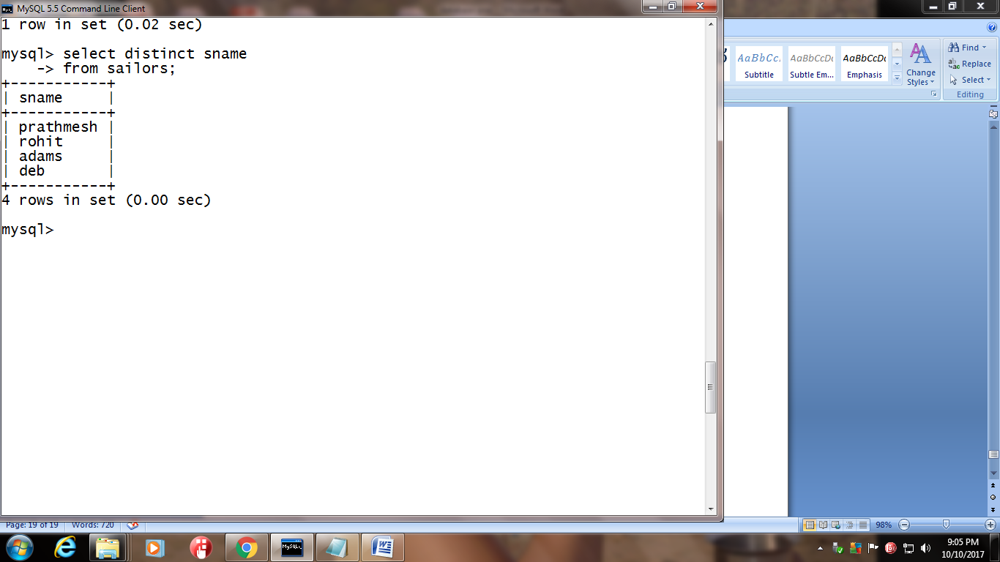 MySQL 5.5 Command Line Client
1 row in set (0.02 sec)
mysql> select distinct sname
    -> from sailors;
+-----------+
| sname     |
+-----------+
| prathmesh |
| rohit     |
| adams     |
| deb       |
+-----------+
4 rows in set (0.00 sec)
mysql>
AaBbCc. AaBbCcDc AaBbCcDc
Subtitle Subtle Em... Emphasis
Change Styles
Find
Replace
Select
Editing
Page: 19 of 19 Words: 720
98%
9:05 PM
10/10/2017